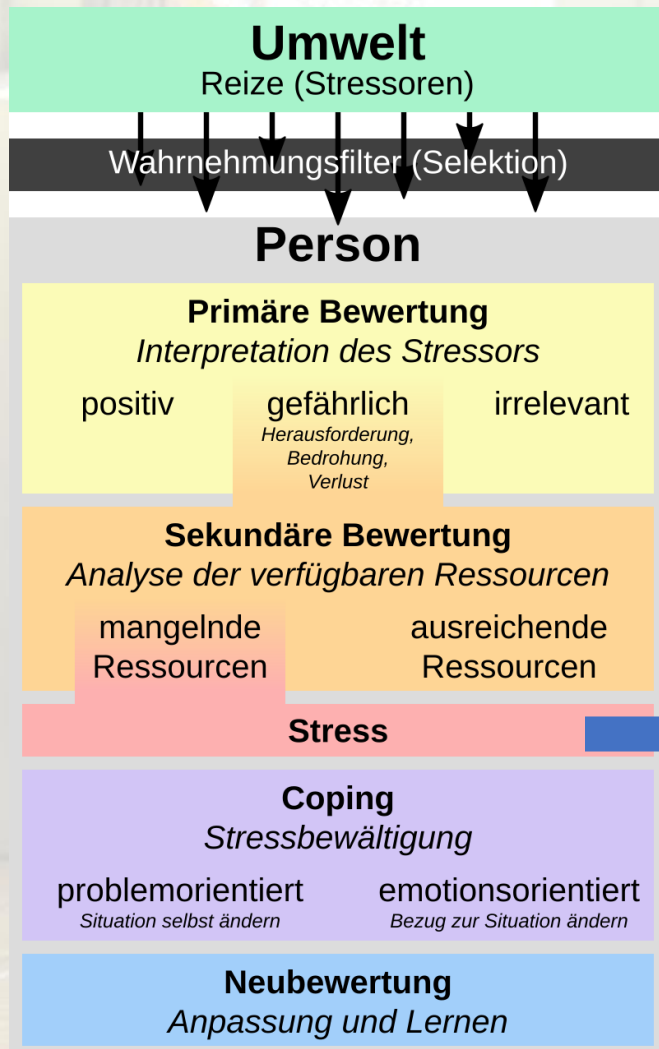 Umwelt
Reize (Stressoren)
Wahrnehmungsfilter (Selektion)
Person
Primäre Bewertung
Interpretation des Stressors
positiv gefährlich irrelevant
Herausforderung,
Bedrohung,
Verlust
Sekundäre Bewertung
Analyse der verfügbaren Ressourcen
mangelnde ausreichende
Ressourcen Ressourcen
Stress
Coping
Stressbewältigung
problemorientiert emotionsorientiert
Situation selbst ändern Bezug zur Situation ändern
Neubewertung
Anpassung und Lernen